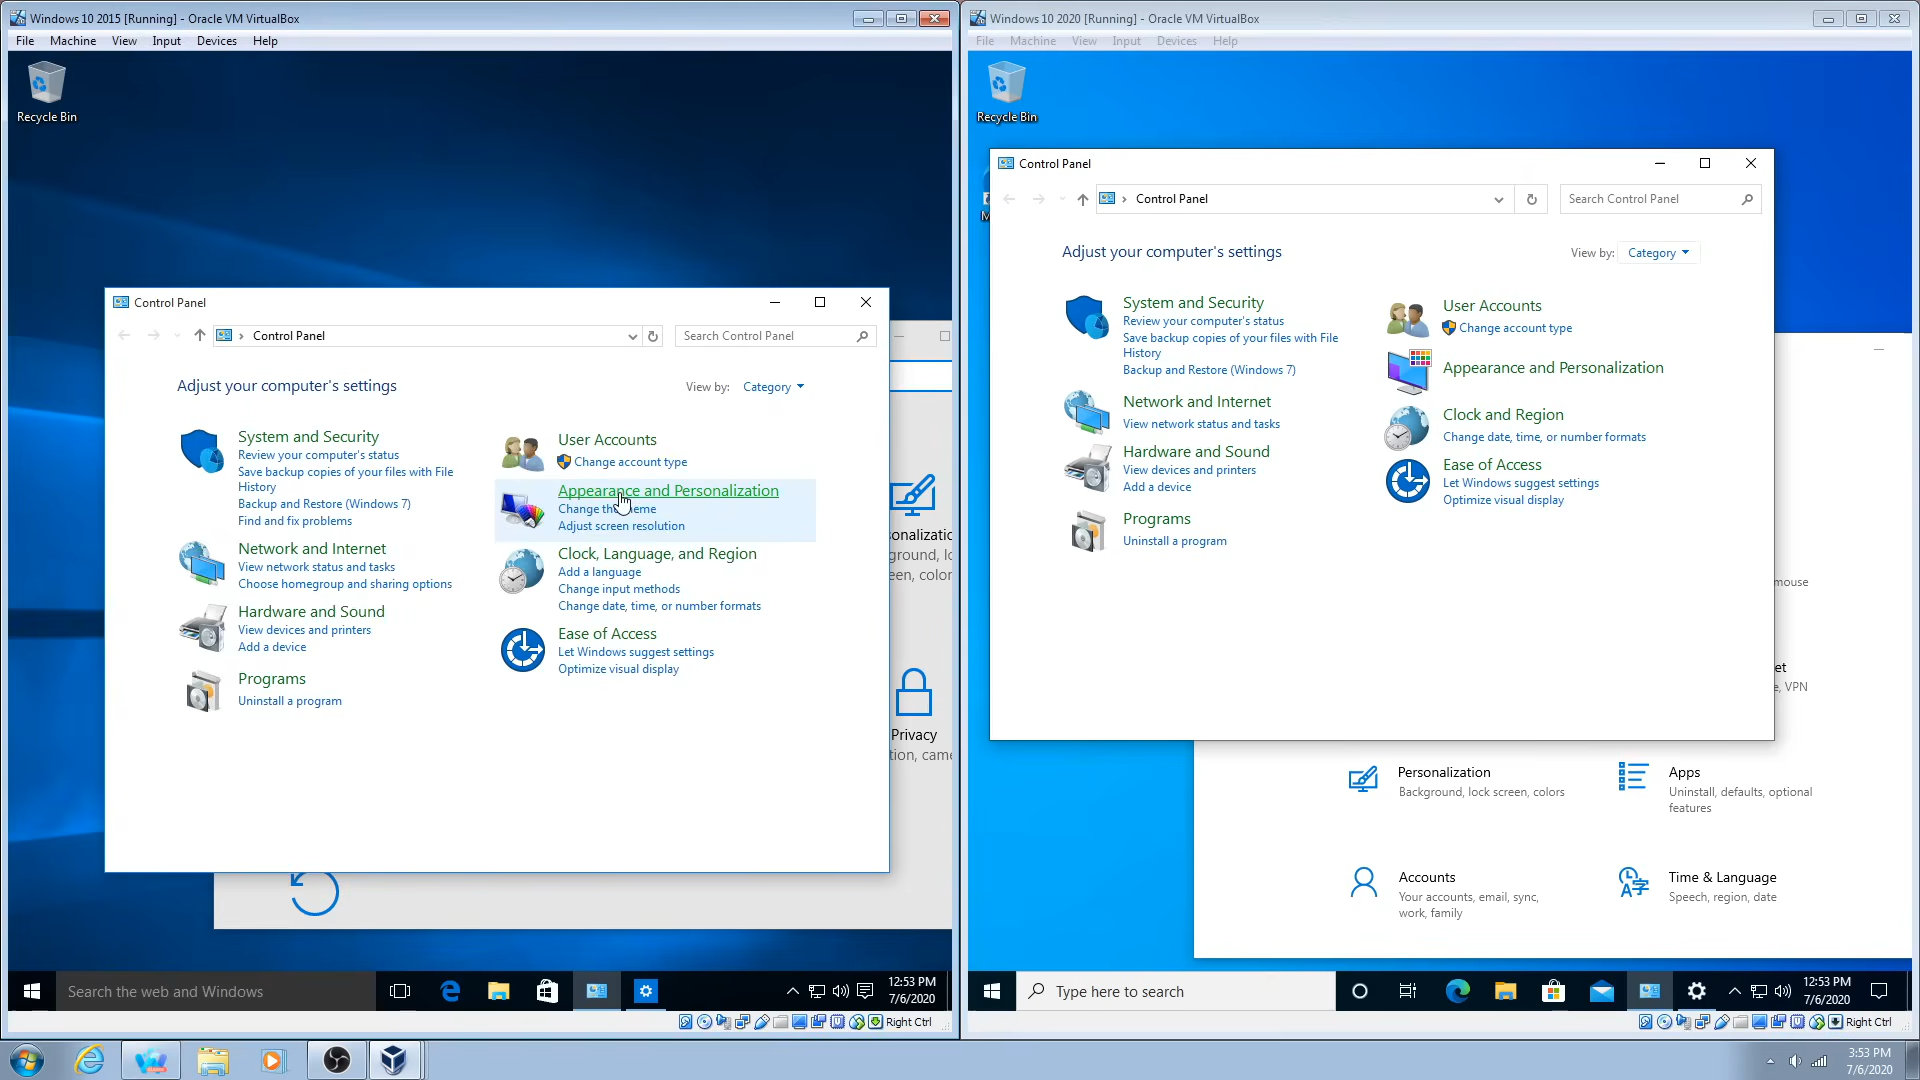 Windows 10 2015 [Running] - Oracle VM VirtualBox
File Machine View Input Devices Help
Recycle Bin
Control Panel
Control Panel
Search Control Panel
Adjust your computer's settings
View by: Category
System and Security
Review your computer's status
Save backup copies of your files with File
History
Backup and Restore (Windows 7)
Find and fix problems
Network and Internet
View network status and tasks
Choose homegroup and sharing options
Hardware and Sound
View devices and printers
Add a device
Programs
Uninstall a program
User Accounts
Change account type
Appearance and Personalization
Adjust screen resolution
Clock, Language, and Region
Add a language
Change input methods
Change date, time, or number formats
Ease of Access
Let Windows suggest settings
Optimize visual display
Privacy
Search the web and Windows
12:53 PM
7/6/2020
Right Ctrl
Windows 10 2020 [Running] - Oracle VM VirtualBox
File Machine View Input Devices Help
Recycle Bin
Control Panel
Control Panel
Search Control Panel
Adjust your computer's settings
View by: Category
System and Security
Review your computer's status
Save backup copies of your files with File
History
Backup and Restore (Windows 7)
Network and Internet
View network status and tasks
Hardware and Sound
View devices and printers
Add a device
Programs
Uninstall a program
User Accounts
Change account type
Appearance and Personalization
Clock and Region
Change date, time, or number formats
Ease of Access
Let Windows suggest settings
Optimize visual display
mouse
VPN
Personalization
Background, lock screen, colors
Apps
Uninstall, defaults, optional
features
Accounts
Your accounts, email, sync,
work, family
Time & Language
Speech, region, date
Type here to search
12:53 PM
7/6/2020
Right Ctrl
3:53 PM
7/6/2020